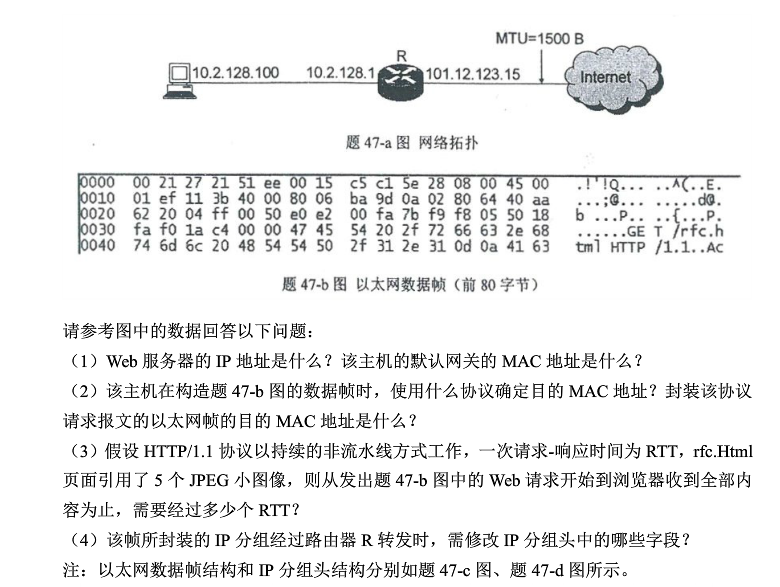 MTU=1500 B
R
10.2.128.100 10.2.128.1 101.12.123.15 Internet
题 47-a 图 网络拓扑
0000 00 21 27 21 51 ee 00 15 c5 c1 5e 28 08 00 45 00 .!'!Q... ..^(..E.
0010 01 ef 11 3b 40 00 80 06 ba 9d 0a 02 80 64 40 aa ...;@... .....d@.
0020 62 20 04 ff 00 50 e0 e2 00 fa 7b f9 f8 05 50 18 b ...P.. ..{...P.
0030 fa f0 1a c4 00 00 47 45 54 20 2f 72 66 63 2e 68 ......GE T /rfc.h
0040 74 6d 6c 20 48 54 54 50 2f 31 2e 31 0d 0a 41 63 tml HTTP /1.1..Ac
题 47-b 图 以太网数据帧（前 80 字节）
请参考图中的数据回答以下问题：
（1）Web 服务器的 IP 地址是什么？该主机的默认网关的 MAC 地址是什么？
（2）该主机在构造题 47-b 图的数据帧时，使用什么协议确定目的 MAC 地址？封装该协议
请求报文的以太网帧的目的 MAC 地址是什么？
（3）假设 HTTP/1.1 协议以持续的非流水线方式工作，一次请求-响应时间为 RTT，rfc.Html
页面引用了 5 个 JPEG 小图像，则从发出题 47-b 图中的 Web 请求开始到浏览器收到全部内
容为止，需要经过多少个 RTT？
（4）该帧所封装的 IP 分组经过路由器 R 转发时，需修改 IP 分组头中的哪些字段？
注：以太网数据帧结构和 IP 分组头结构分别如题 47-c 图、题 47-d 图所示。